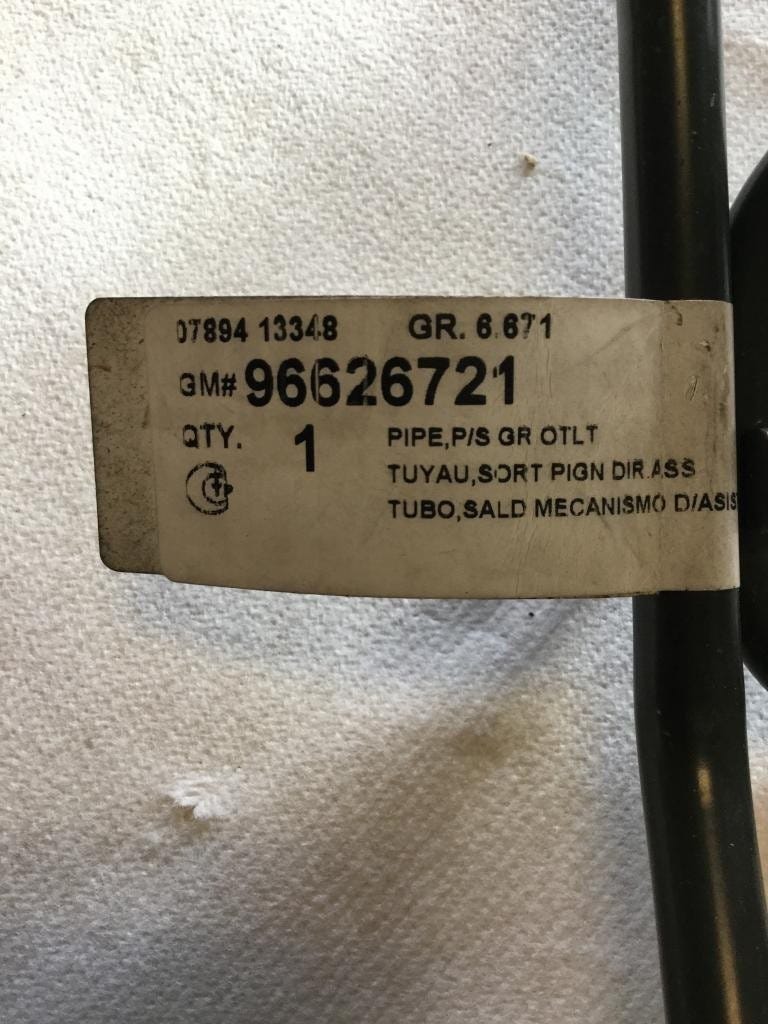 07894 13348 GR. 6.671
GM# 96626721
QTY. 1 PIPE,P/S GR OTLT
TUYAU,SORT PIGN DIR.ASS
TUBO,SALD MECANISMO D/ASIS